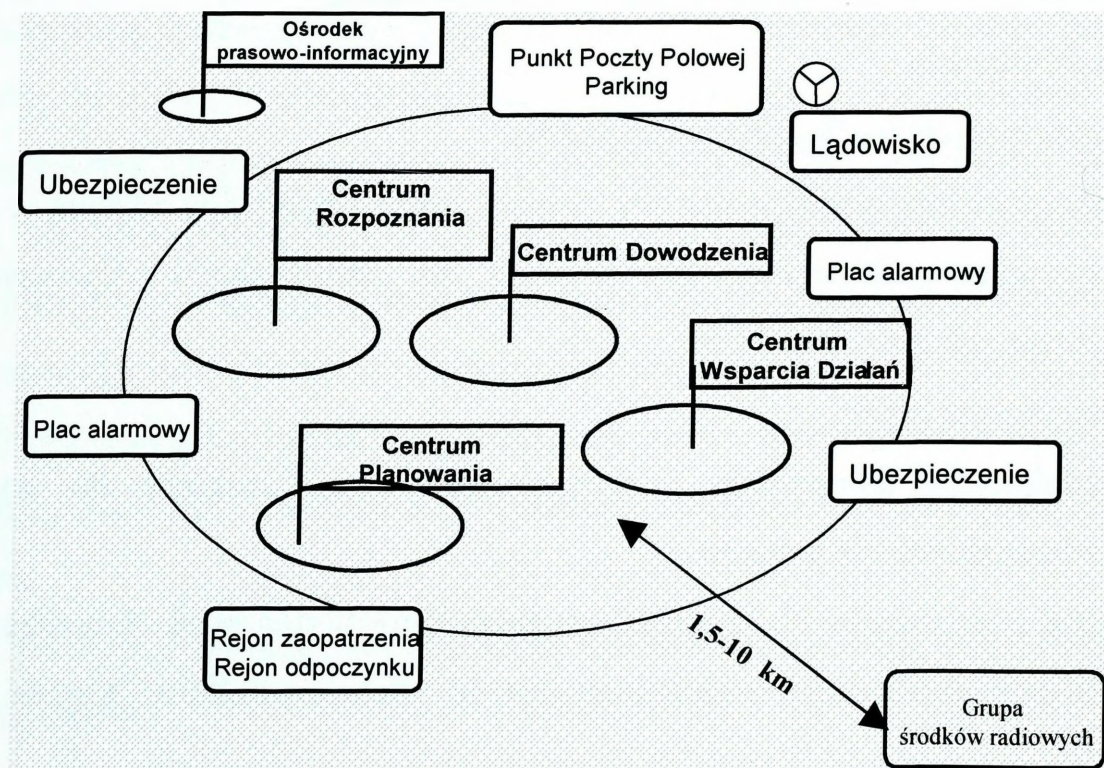 Ośrodek
prasowo-informacyjny
Punkt Poczty Polowej
Parking
Lądowisko
Ubezpieczenie
Centrum
Rozpoznania
Centrum Dowodzenia
Plac alarmowy
Centrum
Wsparcia Działań
Plac alarmowy
Centrum
Planowania
Ubezpieczenie
Rejon zaopatrzenia
Rejon odpoczynku
1,5-10 km
Grupa
środków radiowych